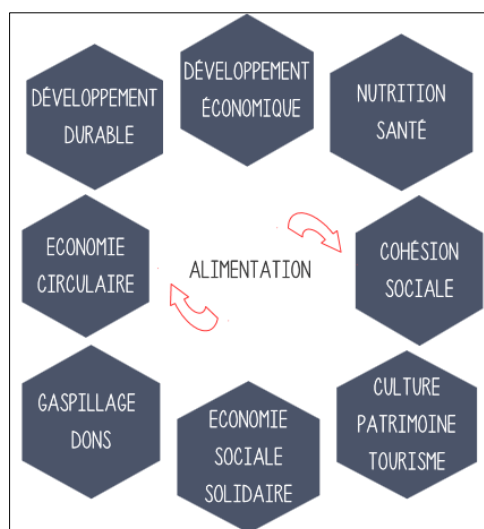 DÉVELOPPEMENT
DURABLE
DÉVELOPPEMENT
ÉCONOMIQUE
NUTRITION
SANTÉ
ECONOMIE
CIRCULAIRE
ALIMENTATION
COHÉSION
SOCIALE
GASPILLAGE
DONS
ECONOMIE
SOCIALE
SOLIDAIRE
CULTURE
PATRIMOINE
TOURISME